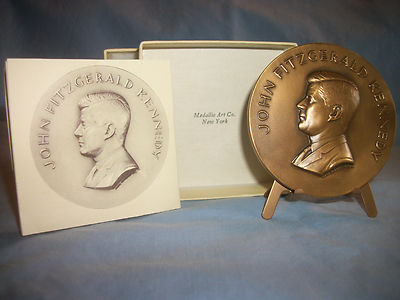 JOHN FITZGERALD KENNEDY
Medallic Art Co.
New York
JOHN FITZGERALD KENNEDY